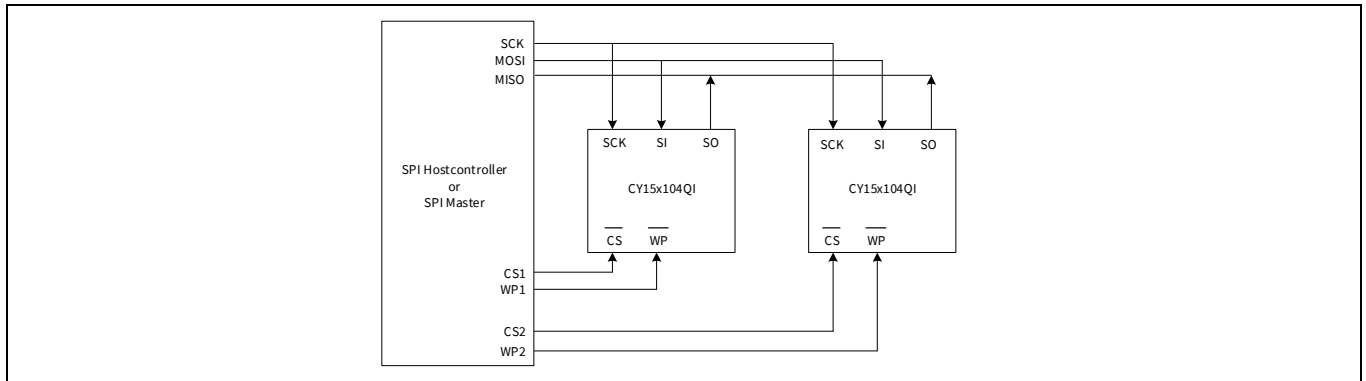 SCK
MOSI
MISO
SPI Hostcontroller
or
SPI Master
CS1
WP1
CS2
WP2
SCK SI SO
CY15x104QI
CS WP
SCK SI SO
CY15x104QI
CS WP